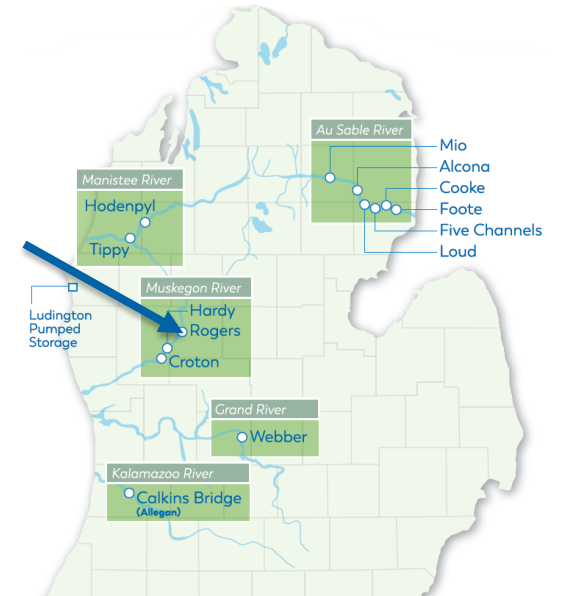 Au Sable River
Mio
Alcona
Cooke
Foote
Five Channels
Loud
Manistee River
Hodenpyl
Tippy
Muskegon River
Hardy
Rogers
Croton
Ludington
Pumped
Storage
Grand River
Webber
Kalamazoo River
Calkins Bridge
(Allegan)